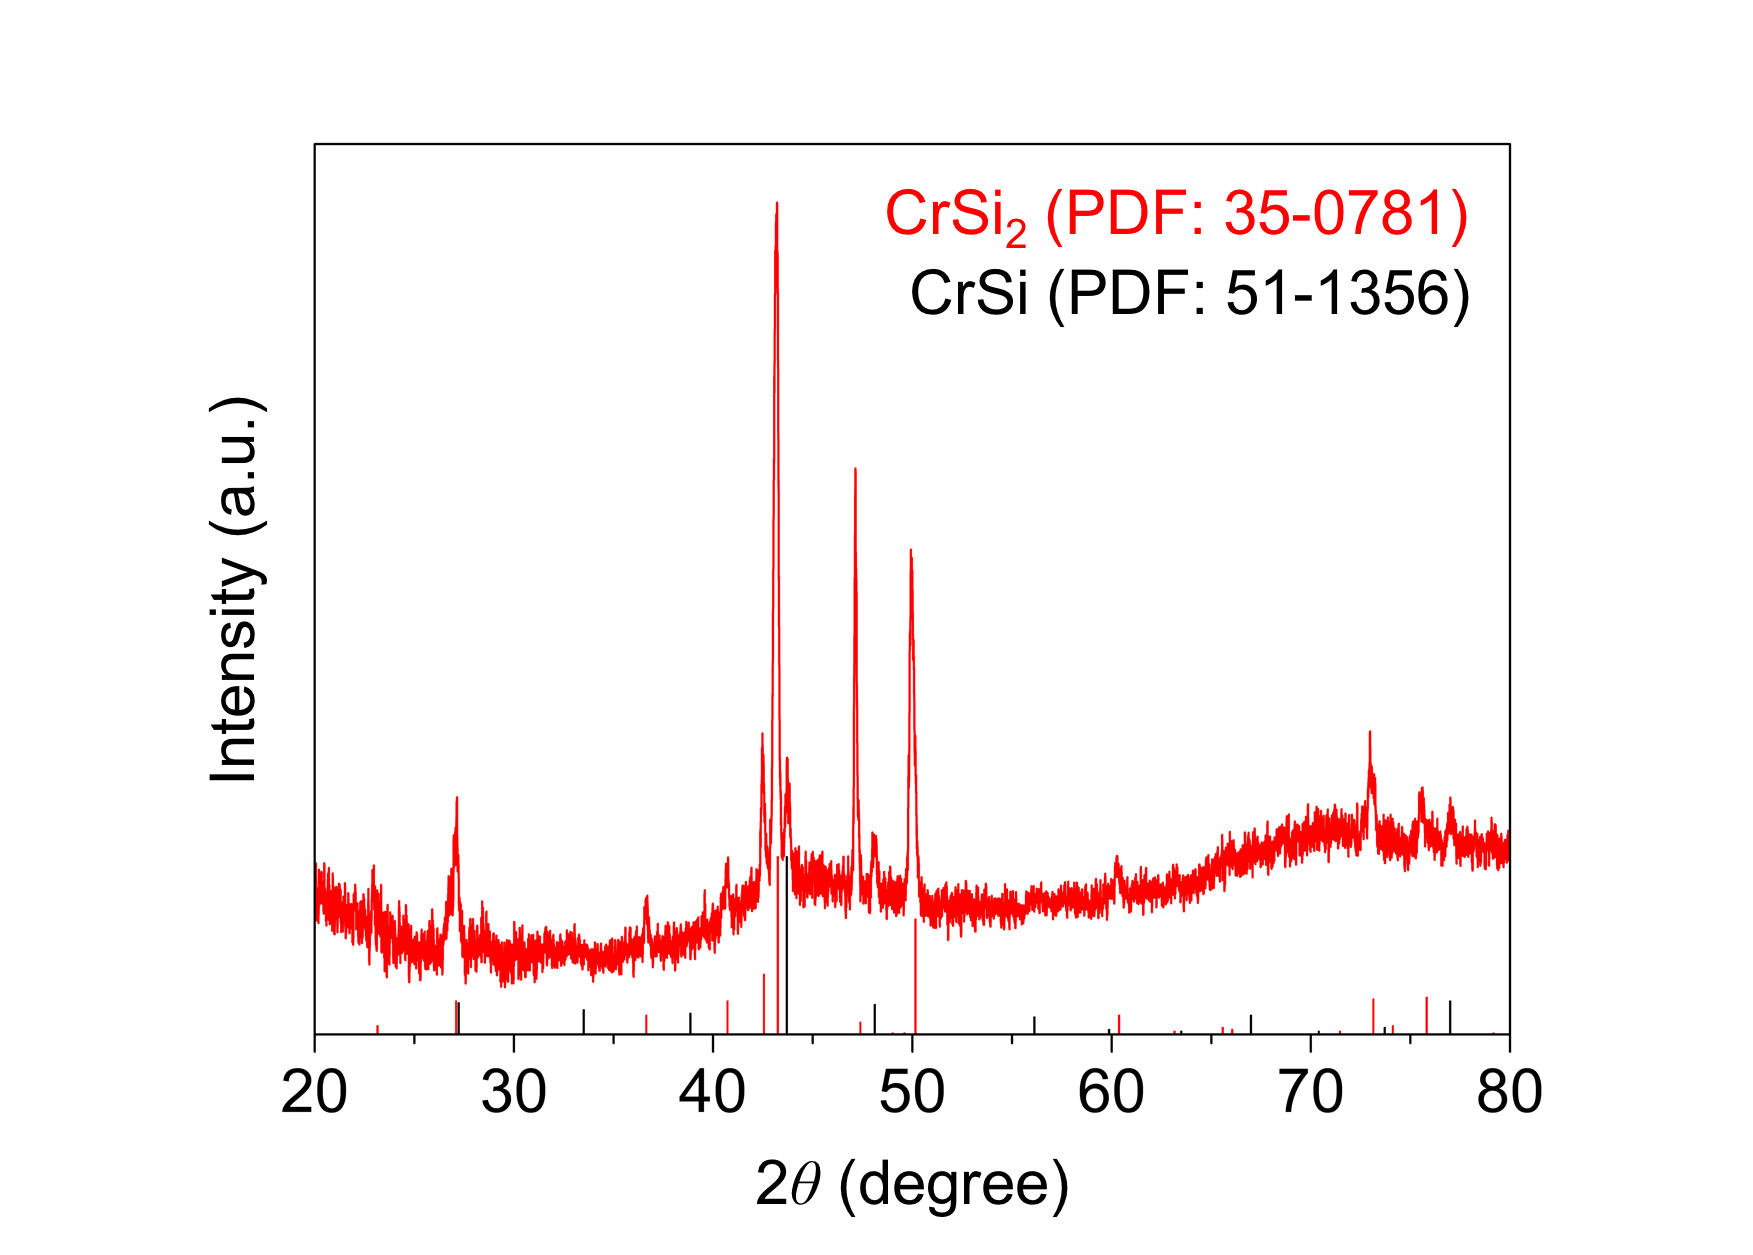 CrSi₂ (PDF: 35-0781)
CrSi (PDF: 51-1356)
Intensity (a.u.)
20 30 40 50 60 70 80
2θ (degree)